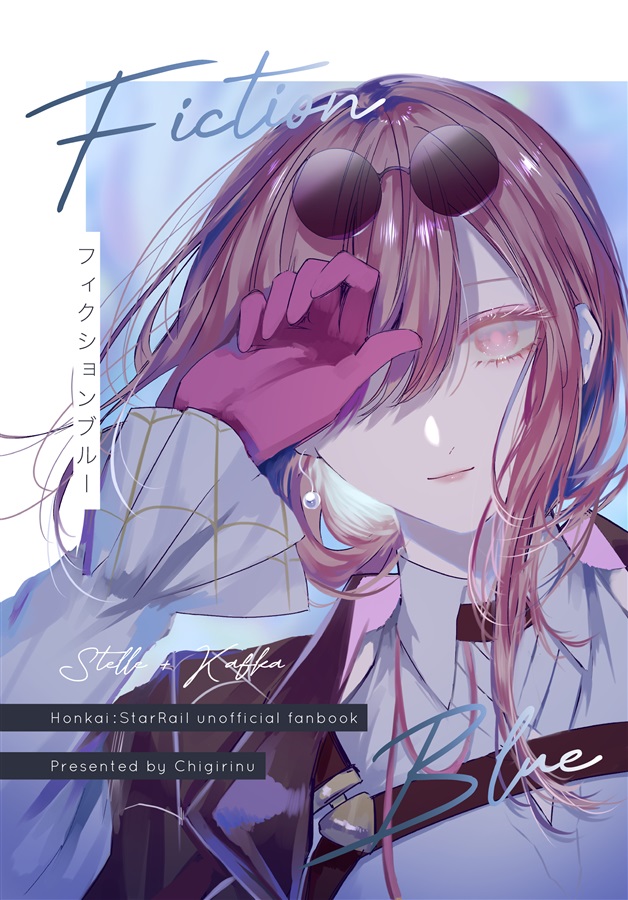 Fiction
フィクションブルー
Stelle × Kafka
Honkai:StarRail unofficial fanbook
Presented by Chigirinu
Blue